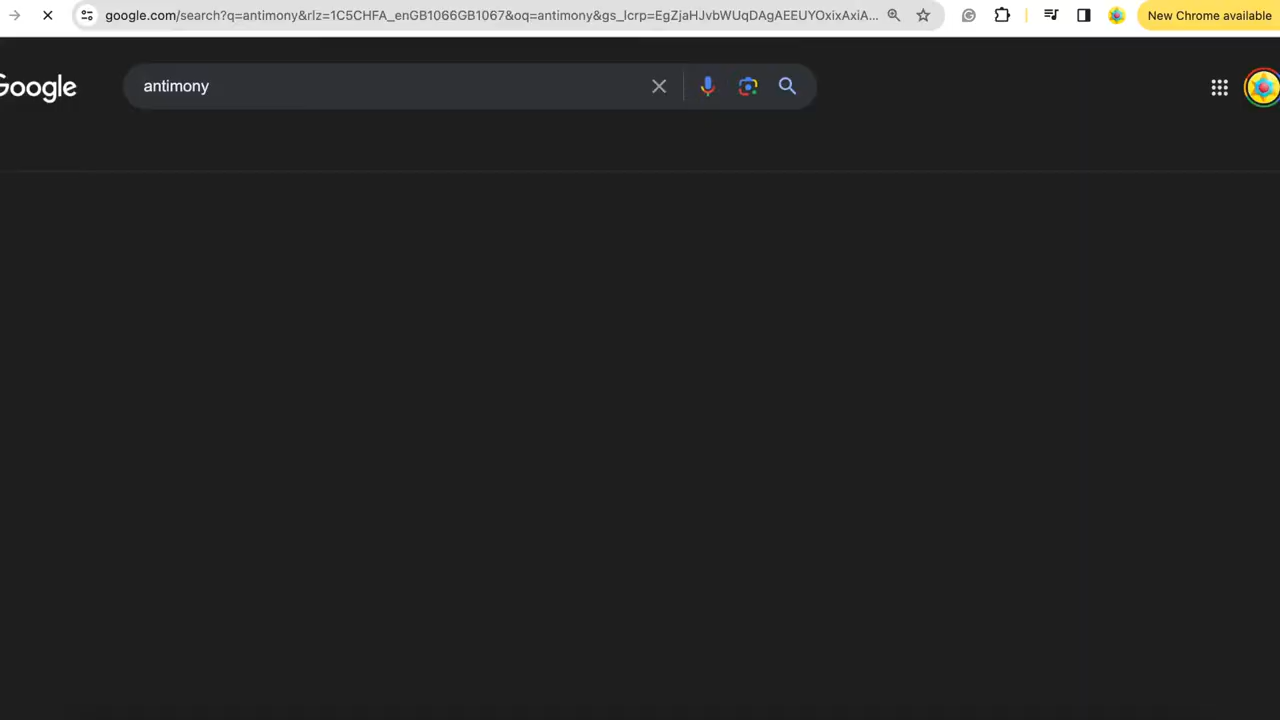 google.com/search?q=antimony&rlz=1C5CHFA_enGB1066GB1067&oq=antimony&gs_lcrp=EgZjaHJvbWUqDAgAEEUYOxixAxiA...
New Chrome available
Google
antimony